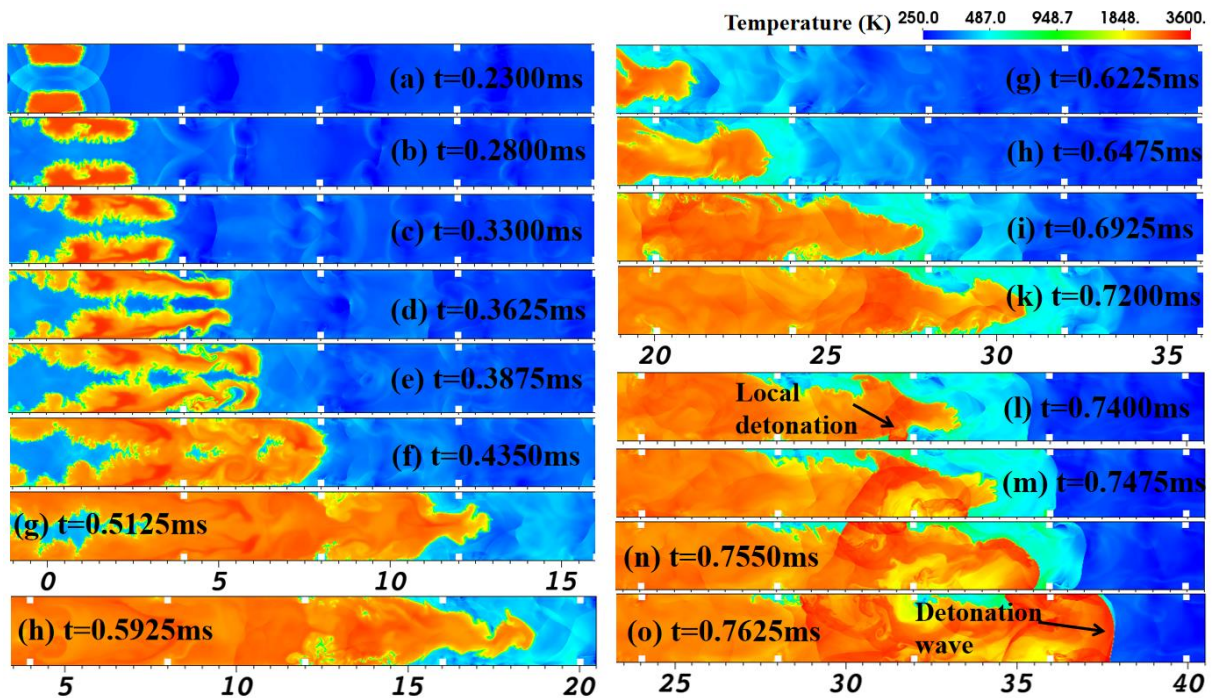 (a) t=0.2300ms
(b) t=0.2800ms
(c) t=0.3300ms
(d) t=0.3625ms
(e) t=0.3875ms
(f) t=0.4350ms
(g) t=0.5125ms
0 5 10 15
(h) t=0.5925ms
5 10 15 20
Temperature (K) 250.0 487.0 948.7 1848. 3600.
(g) t=0.6225ms
(h) t=0.6475ms
(i) t=0.6925ms
(k) t=0.7200ms
20 25 30 35
Local
detonation
(l) t=0.7400ms
(m) t=0.7475ms
(n) t=0.7550ms
(o) t=0.7625ms
Detonation
wave
25 30 35 40